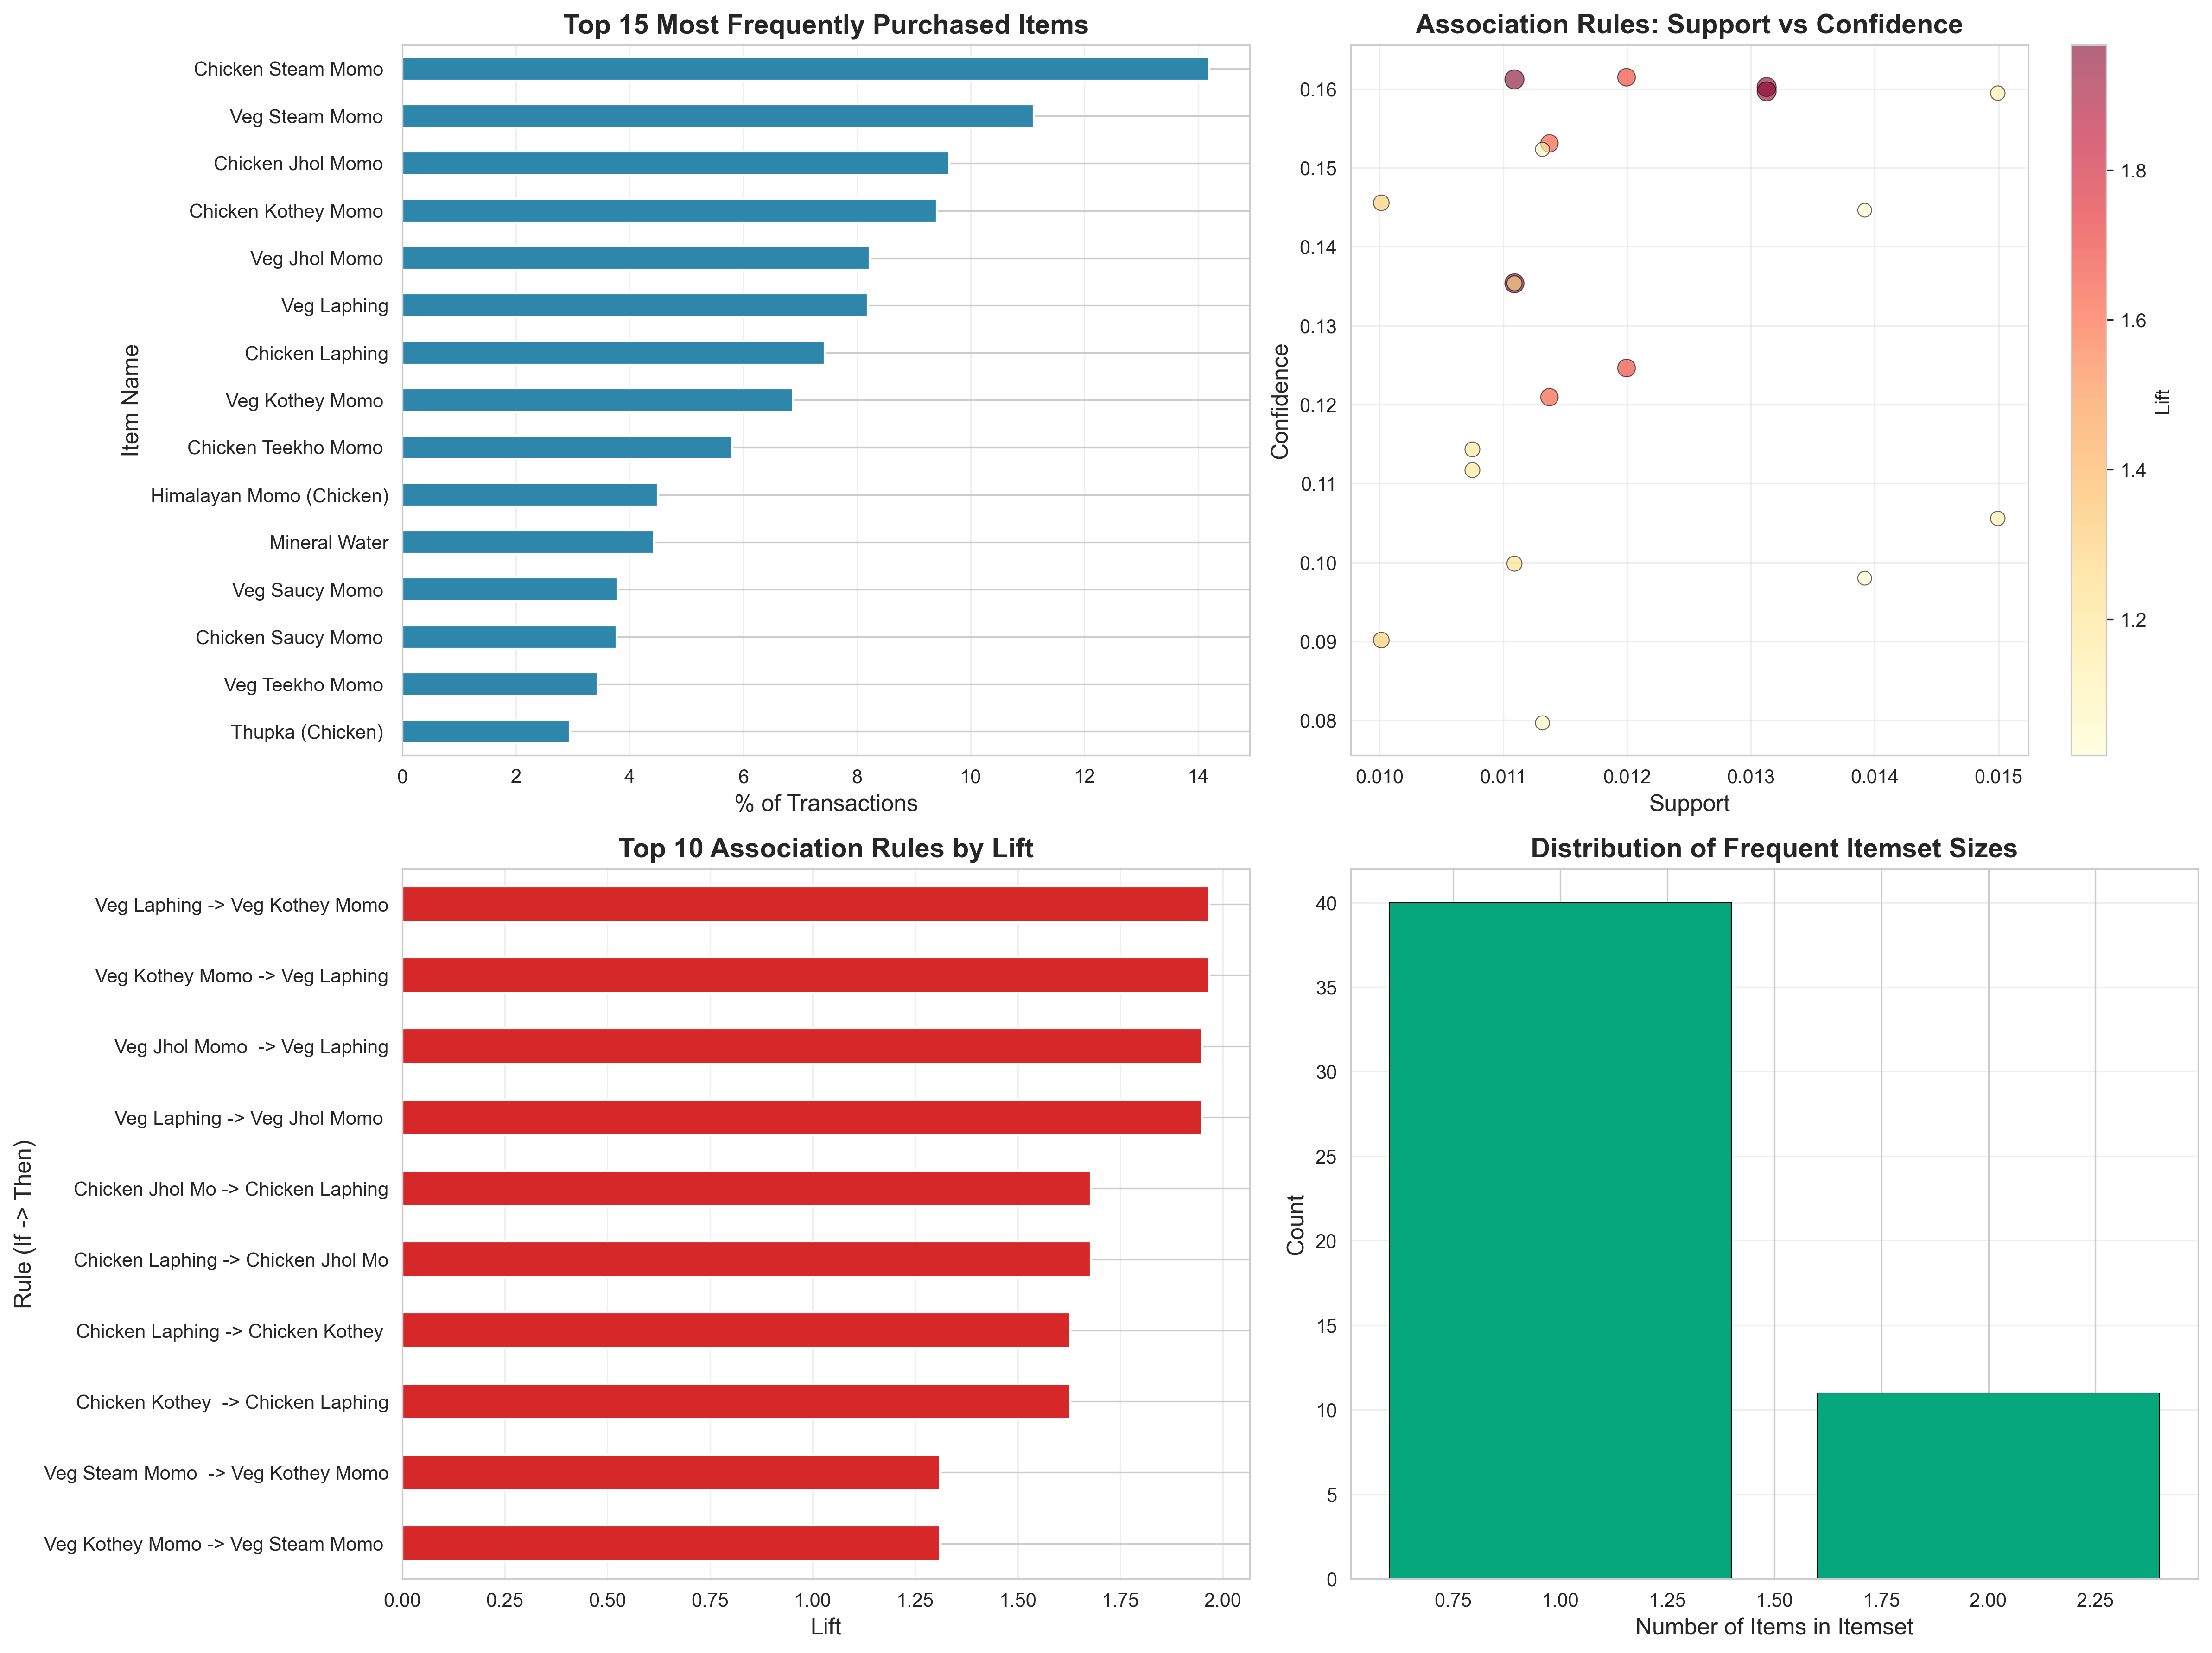 Top 15 Most Frequently Purchased Items
Item Name
Chicken Steam Momo
Veg Steam Momo
Chicken Jhol Momo
Chicken Kothey Momo
Veg Jhol Momo
Veg Laphing
Chicken Laphing
Veg Kothey Momo
Chicken Teekho Momo
Himalayan Momo (Chicken)
Mineral Water
Veg Saucy Momo
Chicken Saucy Momo
Veg Teekho Momo
Thupka (Chicken)
0 2 4 6 8 10 12 14
% of Transactions
Association Rules: Support vs Confidence
Confidence
0.16
0.15
0.14
0.13
0.12
0.11
0.10
0.09
0.08
0.010 0.011 0.012 0.013 0.014 0.015
Support
1.8
1.6
1.4
1.2
Lift
Top 10 Association Rules by Lift
Rule (If -> Then)
Veg Laphing -> Veg Kothey Momo
Veg Kothey Momo -> Veg Laphing
Veg Jhol Momo -> Veg Laphing
Veg Laphing -> Veg Jhol Momo
Chicken Jhol Mo -> Chicken Laphing
Chicken Laphing -> Chicken Jhol Mo
Chicken Laphing -> Chicken Kothey
Chicken Kothey -> Chicken Laphing
Veg Steam Momo -> Veg Kothey Momo
Veg Kothey Momo -> Veg Steam Momo
0.00 0.25 0.50 0.75 1.00 1.25 1.50 1.75 2.00
Lift
Distribution of Frequent Itemset Sizes
Count
40
35
30
25
20
15
10
5
0
0.75 1.00 1.25 1.50 1.75 2.00 2.25
Number of Items in Itemset